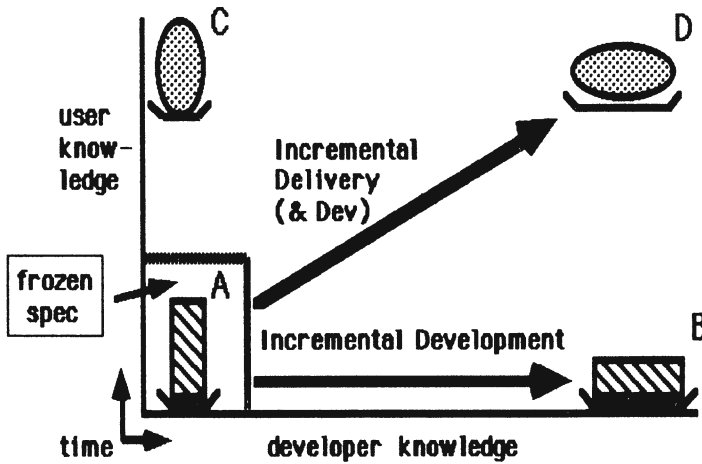 C
D
user
know-
ledge
Incremental
Delivery
(& Dev)
frozen
spec
A
Incremental Development
B
time
developer knowledge